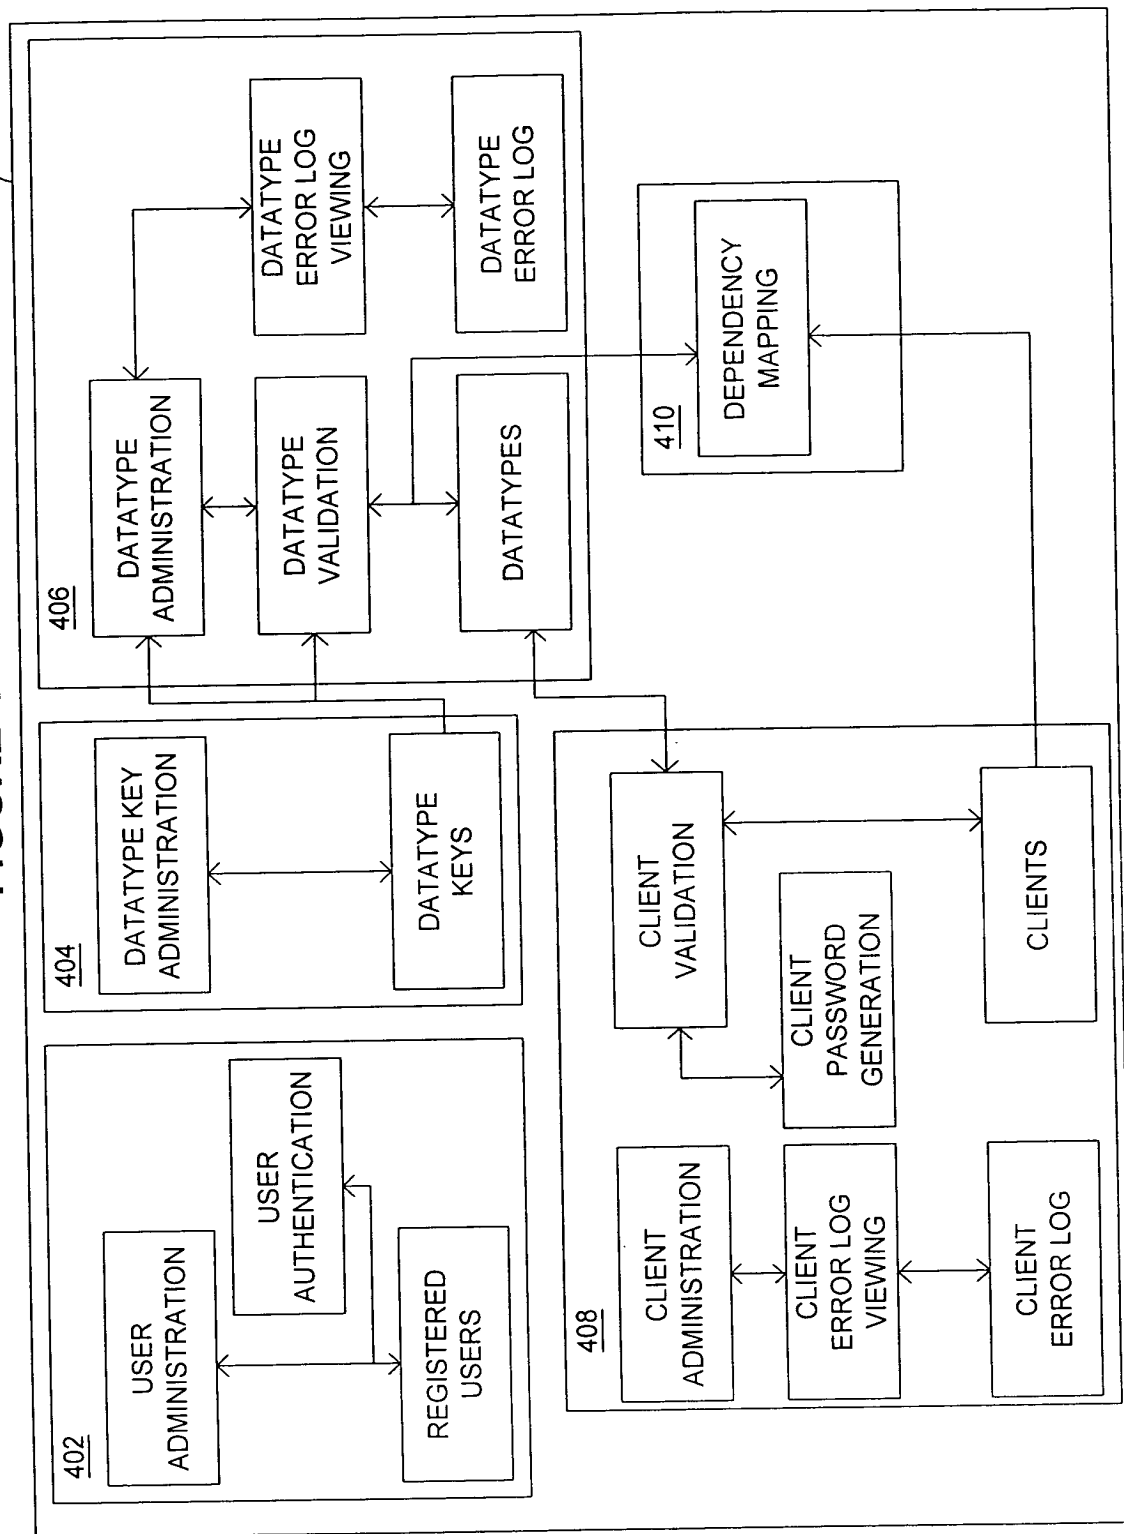 402
USER
ADMINISTRATION
USER
AUTHENTICATION
REGISTERED
USERS
404
DATATYPE KEY
ADMINISTRATION
DATATYPE
KEYS
406
DATATYPE
ADMINISTRATION
DATATYPE
VALIDATION
DATATYPES
DATATYPE
ERROR LOG
VIEWING
DATATYPE
ERROR LOG
408
CLIENT
ADMINISTRATION
CLIENT
ERROR LOG
VIEWING
CLIENT
ERROR LOG
CLIENT
VALIDATION
CLIENT
PASSWORD
GENERATION
CLIENTS
410
DEPENDENCY
MAPPING